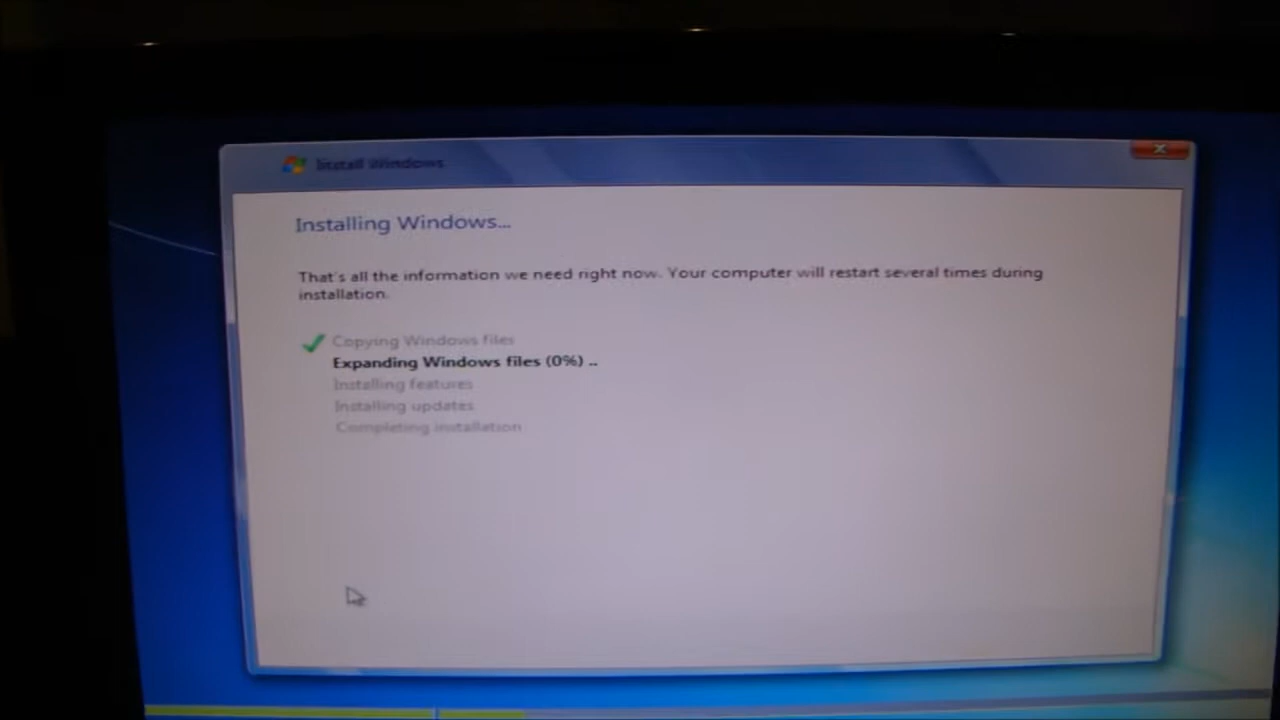 Install Windows
Installing Windows...
That's all the information we need right now. Your computer will restart several times during
installation.
Copying Windows files
Expanding Windows files (0%) ..
Installing features
Installing updates
Completing installation